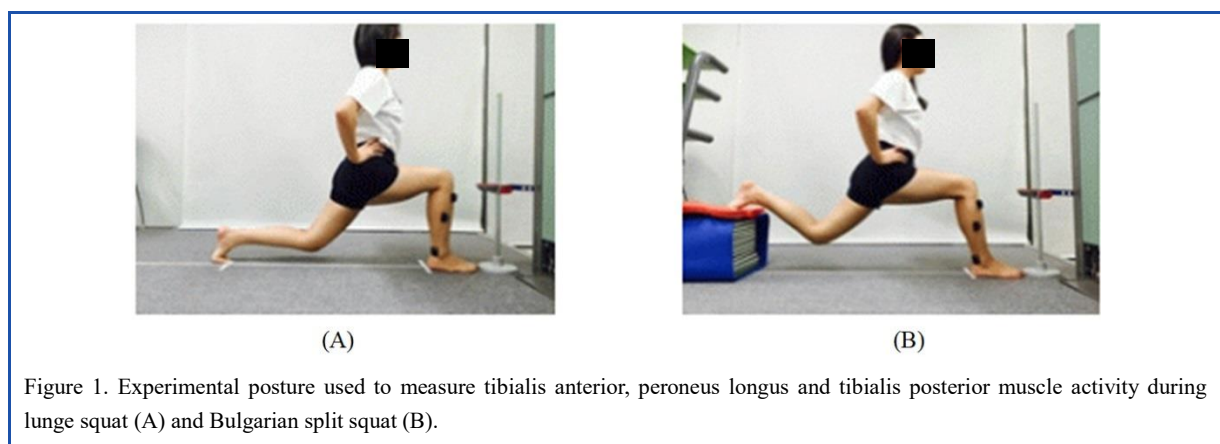 (A)
(B)
Figure 1. Experimental posture used to measure tibialis anterior, peroneus longus and tibialis posterior muscle activity during
lunge squat (A) and Bulgarian split squat (B).